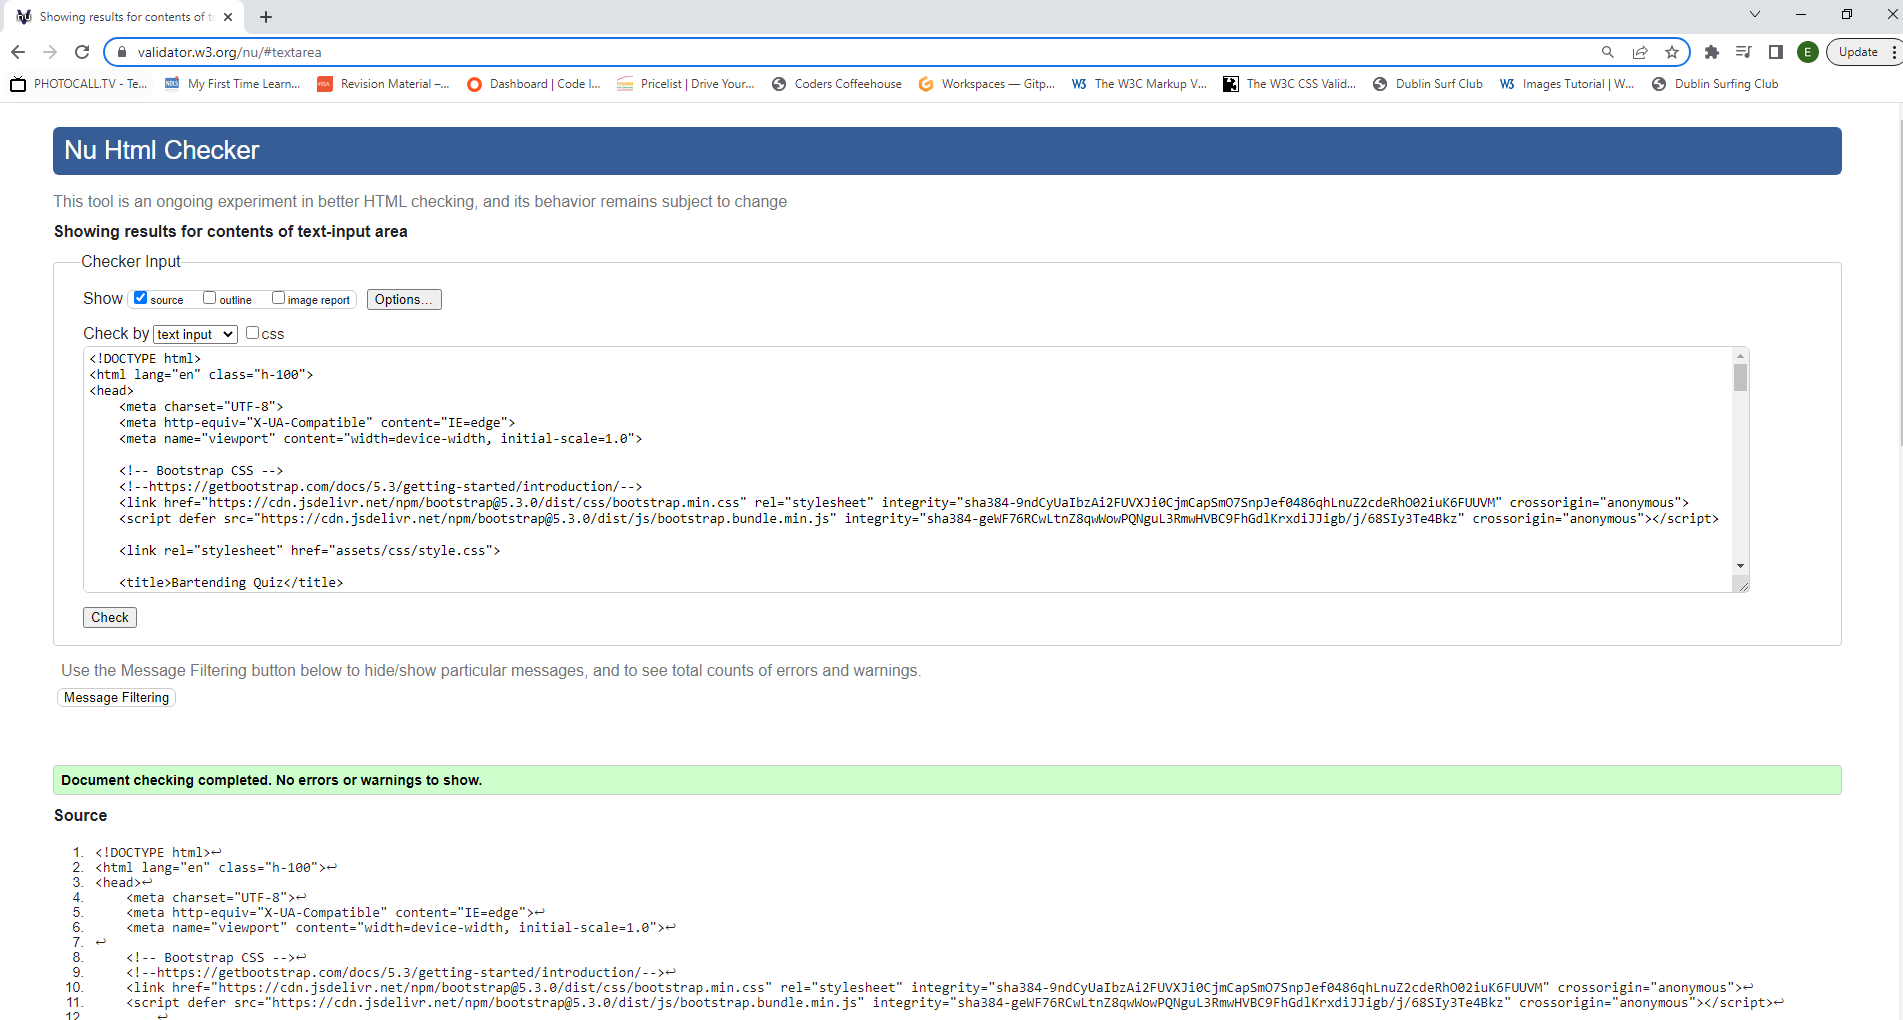 Showing results for contents of te
validator.w3.org/nu/#textarea
E
Update
PHOTOCALL.TV - Te...
My First Time Learn...
Revision Material –...
Dashboard | Code I...
Pricelist | Drive Your...
Coders Coffeehouse
Workspaces — Gitp...
The W3C Markup V...
The W3C CSS Valid...
Dublin Surf Club
Images Tutorial | W...
Dublin Surfing Club
Nu Html Checker
This tool is an ongoing experiment in better HTML checking, and its behavior remains subject to change
Showing results for contents of text-input area
Checker Input
Show source outline image report Options...
Check by text input css
<!DOCTYPE html>
<html lang="en" class="h-100">
<head>
    <meta charset="UTF-8">
    <meta http-equiv="X-UA-Compatible" content="IE=edge">
    <meta name="viewport" content="width=device-width, initial-scale=1.0">
    <!-- Bootstrap CSS -->
    <!--https://getbootstrap.com/docs/5.3/getting-started/introduction/-->
    <link href="https://cdn.jsdelivr.net/npm/bootstrap@5.3.0/dist/css/bootstrap.min.css" rel="stylesheet" integrity="sha384-9ndCyUaIbzAi2FUVXJi0CjmCapSmO7SnpJef0486qhLnuZ2cdeRhO02iuK6FUUVM" crossorigin="anonymous">
    <script defer src="https://cdn.jsdelivr.net/npm/bootstrap@5.3.0/dist/js/bootstrap.bundle.min.js" integrity="sha384-geWF76RCwLtnZ8qwWowPQNguL3RmwHVBC9FhGdlKrxdiJJigb/j/68SIy3Te4Bkz" crossorigin="anonymous"></script>
    <link rel="stylesheet" href="assets/css/style.css">
    <title>Bartending Quiz</title>
Check
Use the Message Filtering button below to hide/show particular messages, and to see total counts of errors and warnings.
Message Filtering
Document checking completed. No errors or warnings to show.
Source
1. <!DOCTYPE html>↩
2. <html lang="en" class="h-100">↩
3. <head>↩
4.     <meta charset="UTF-8">↩
5.     <meta http-equiv="X-UA-Compatible" content="IE=edge">↩
6.     <meta name="viewport" content="width=device-width, initial-scale=1.0">↩
7. ↩
8.     <!-- Bootstrap CSS -->↩
9.     <!--https://getbootstrap.com/docs/5.3/getting-started/introduction/-->↩
10.     <link href="https://cdn.jsdelivr.net/npm/bootstrap@5.3.0/dist/css/bootstrap.min.css" rel="stylesheet" integrity="sha384-9ndCyUaIbzAi2FUVXJi0CjmCapSmO7SnpJef0486qhLnuZ2cdeRhO02iuK6FUUVM" crossorigin="anonymous">↩
11.     <script defer src="https://cdn.jsdelivr.net/npm/bootstrap@5.3.0/dist/js/bootstrap.bundle.min.js" integrity="sha384-geWF76RCwLtnZ8qwWowPQNguL3RmwHVBC9FhGdlKrxdiJJigb/j/68SIy3Te4Bkz" crossorigin="anonymous"></script>↩
12. ↩